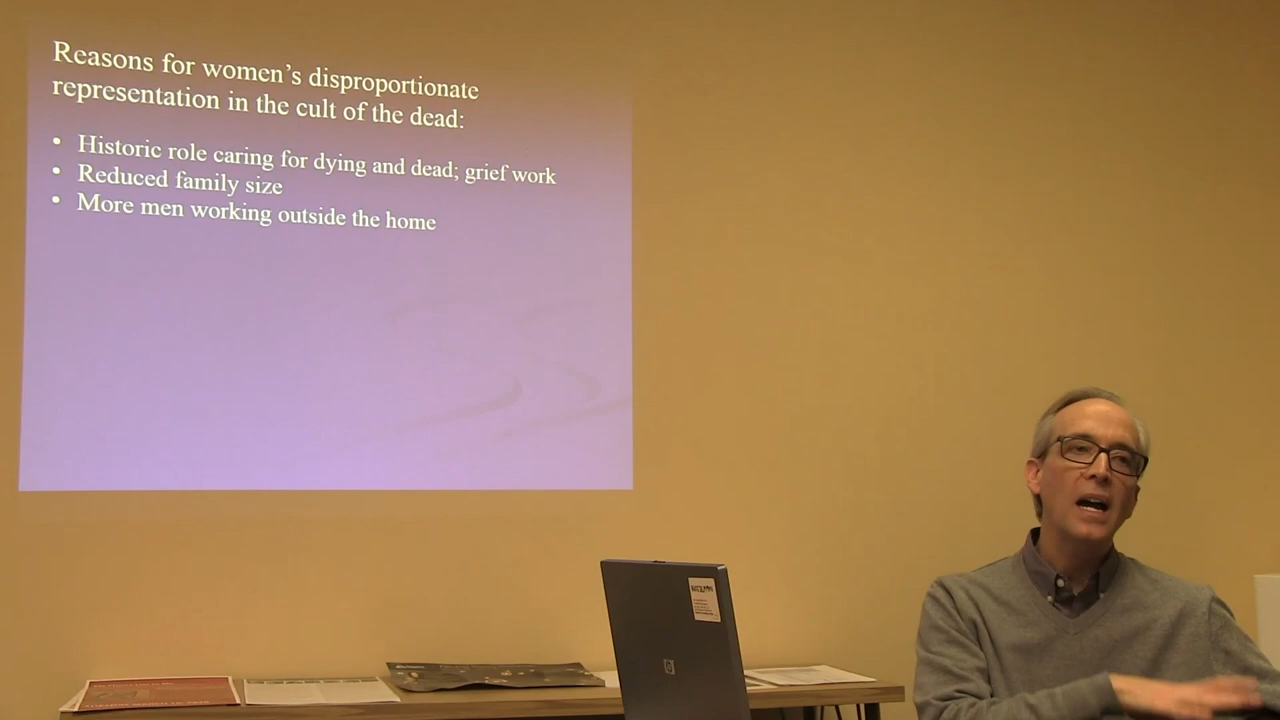 Reasons for women's disproportionate
representation in the cult of the dead:
• Historic role caring for dying and dead; grief work
• Reduced family size
• More men working outside the home
hp